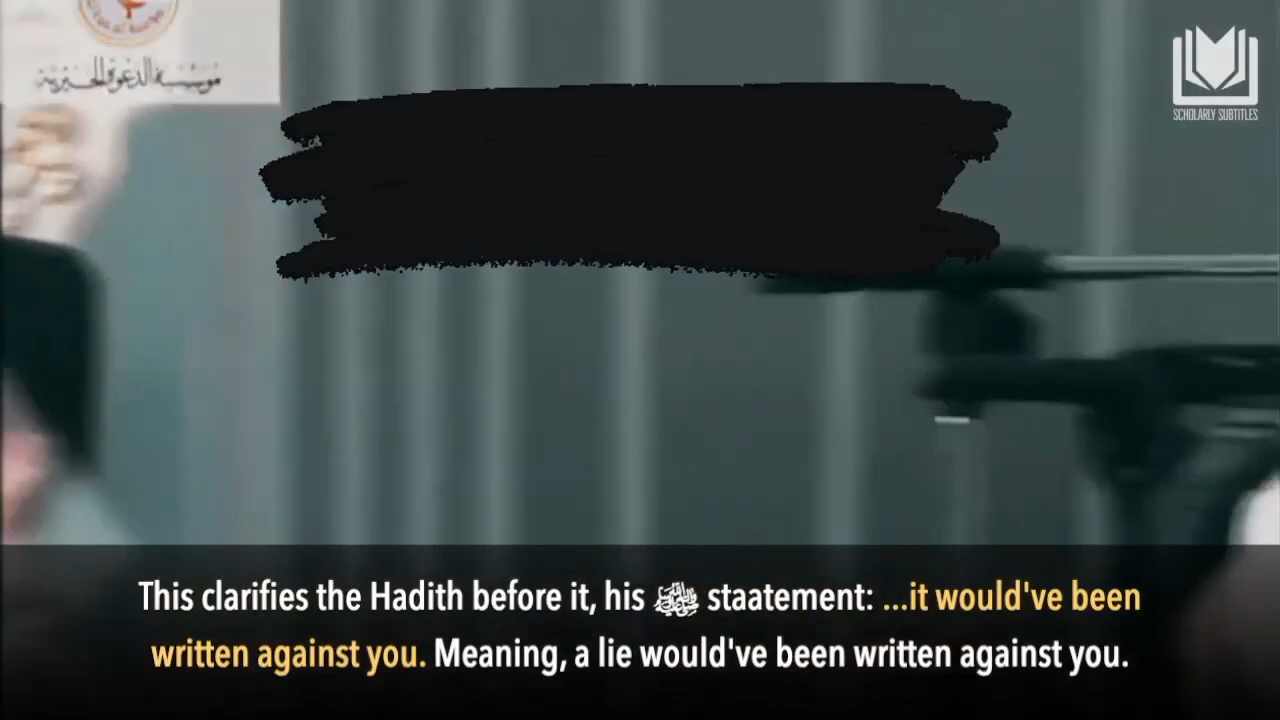 مؤسسة الدعوة الخيرية
SCHOLARLY SUBTITLES
This clarifies the Hadith before it, his ﷺ staatement: ...it would've been
written against you. Meaning, a lie would've been written against you.